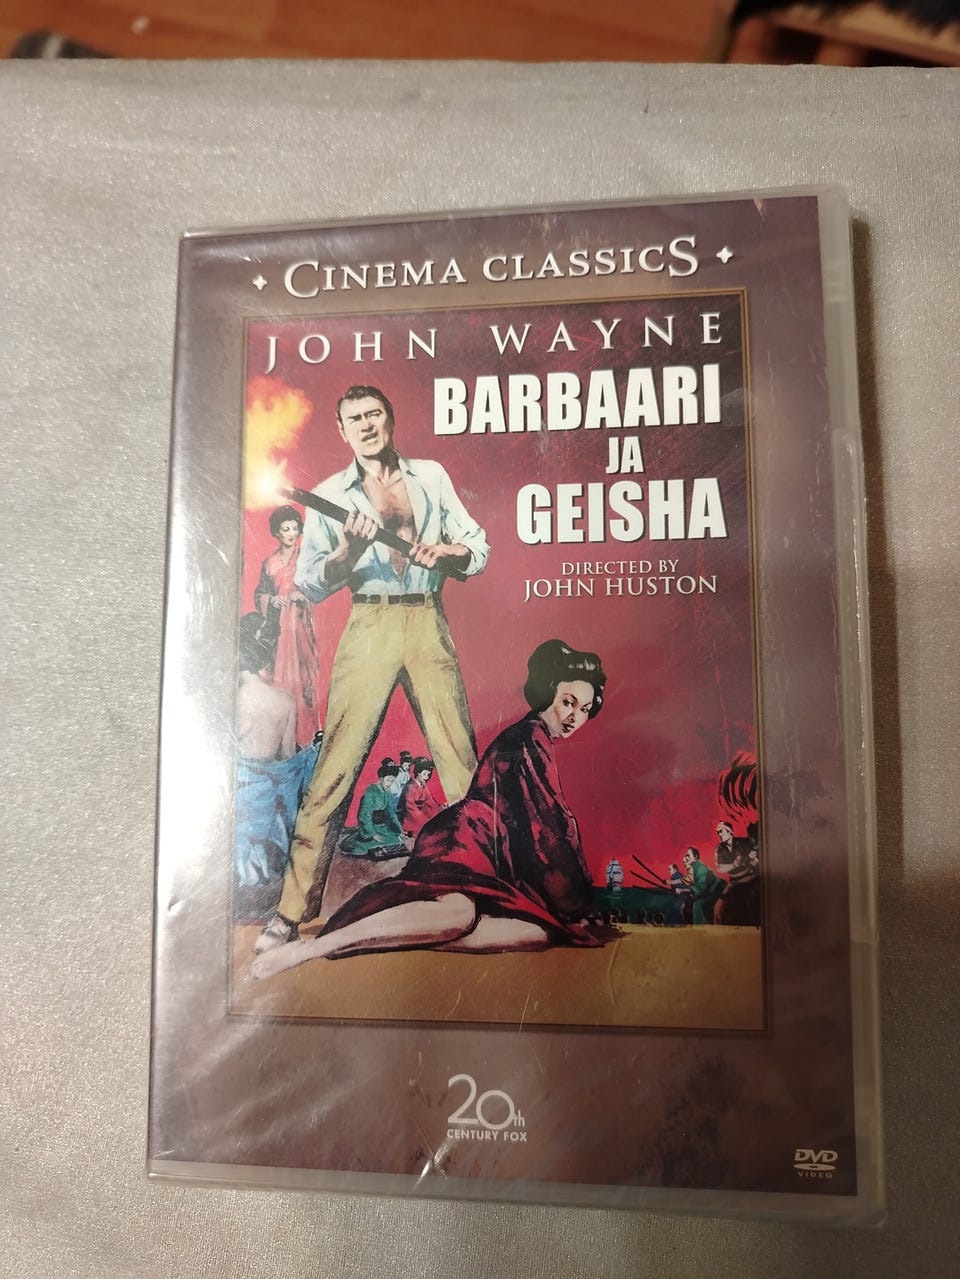 CINEMA CLASSICS
JOHN WAYNE
BARBAARI
JA
GEISHA
DIRECTED BY
JOHN HUSTON
20th
CENTURY FOX
DVD
VIDEO